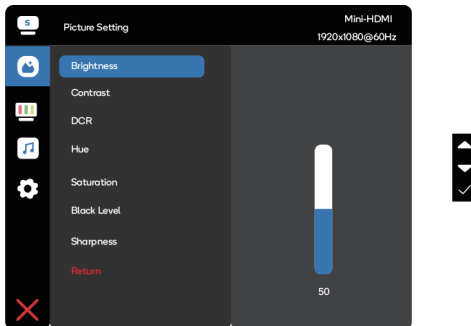 S
Picture Setting
Mini-HDMI
1920x1080@60Hz
Brightness
Contrast
DCR
Hue
Saturation
Black Level
Sharpness
Return
50